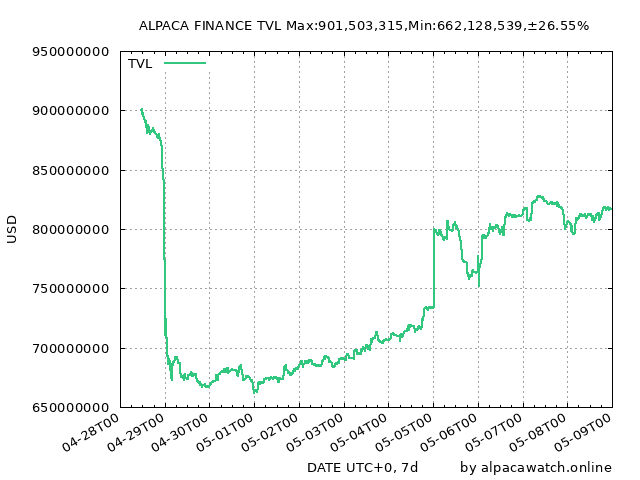 ALPACA FINANCE TVL Max:901,503,315,Min:662,128,539,±26.55%
950000000
TVL
900000000
850000000
800000000
750000000
700000000
650000000
USD
04-28T00
04-29T00
04-30T00
05-01T00
05-02T00
05-03T00
05-04T00
05-05T00
05-06T00
05-07T00
05-08T00
05-09T00
DATE UTC+0, 7d
by alpacawatch.online